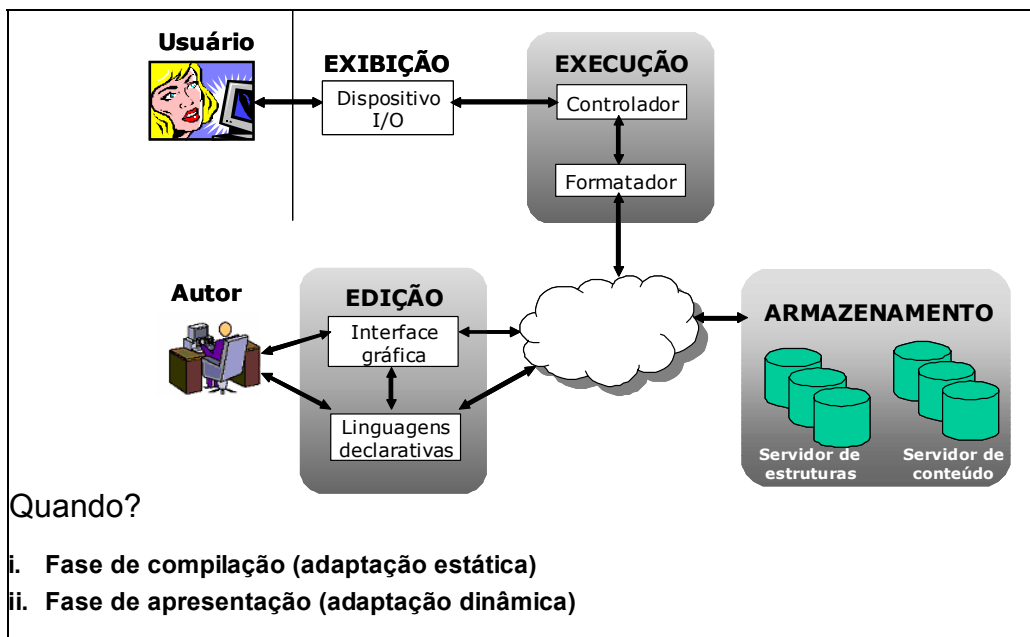 Usuário
EXIBIÇÃO
Dispositivo
I/O
EXECUÇÃO
Controlador
Formatador
Autor
EDIÇÃO
Interface
gráfica
Linguagens
declarativas
ARMAZENAMENTO
Servidor de
estruturas
Servidor de
conteúdo
Quando?
i. Fase de compilação (adaptação estática)
ii. Fase de apresentação (adaptação dinâmica)